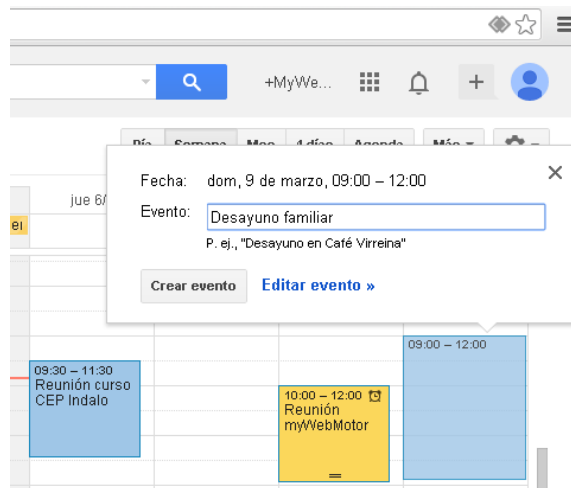 +MyWe...
Día Semana Mes 4 días Agenda Más
jue 6/
Fecha: dom, 9 de marzo, 09:00 – 12:00
Evento: Desayuno familiar
P. ej., "Desayuno en Café Virreina"
Crear evento Editar evento »
09:00 – 12:00
09:30 – 11:30
Reunión curso
CEP Indalo
10:00 – 12:00
Reunión
myWebMotor